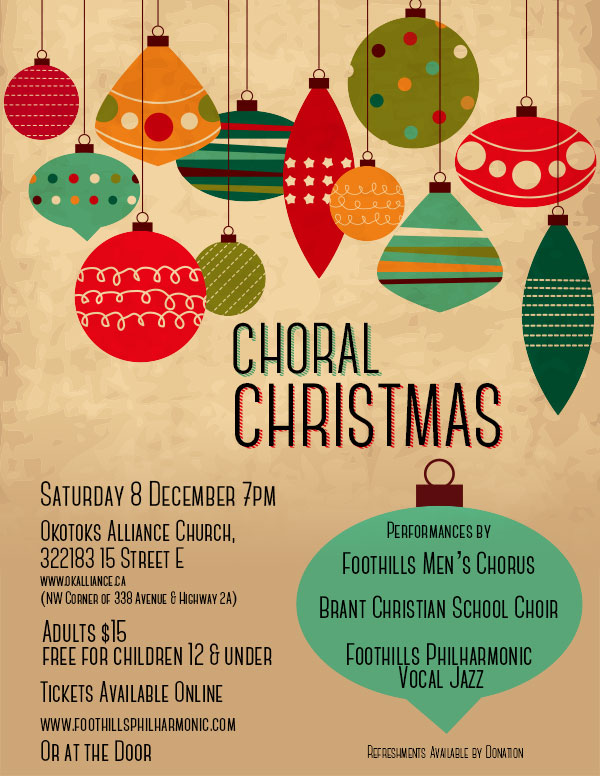 CHORAL
CHRISTMAS
SATURDAY 8 DECEMBER 7PM
OKOTOKS ALLIANCE CHURCH,
322183 15 STREET E
WWW.OKALLIANCE.CA
(NW CORNER OF 338 AVENUE & HIGHWAY 2A)
ADULTS $15
FREE FOR CHILDREN 12 & UNDER
TICKETS AVAILABLE ONLINE
WWW.FOOTHILLSPHILHARMONIC.COM
OR AT THE DOOR
PERFORMANCES BY
FOOTHILLS MEN'S CHORUS
BRANT CHRISTIAN SCHOOL CHOIR
FOOTHILLS PHILHARMONIC
VOCAL JAZZ
REFRESHMENTS AVAILABLE BY DONATION